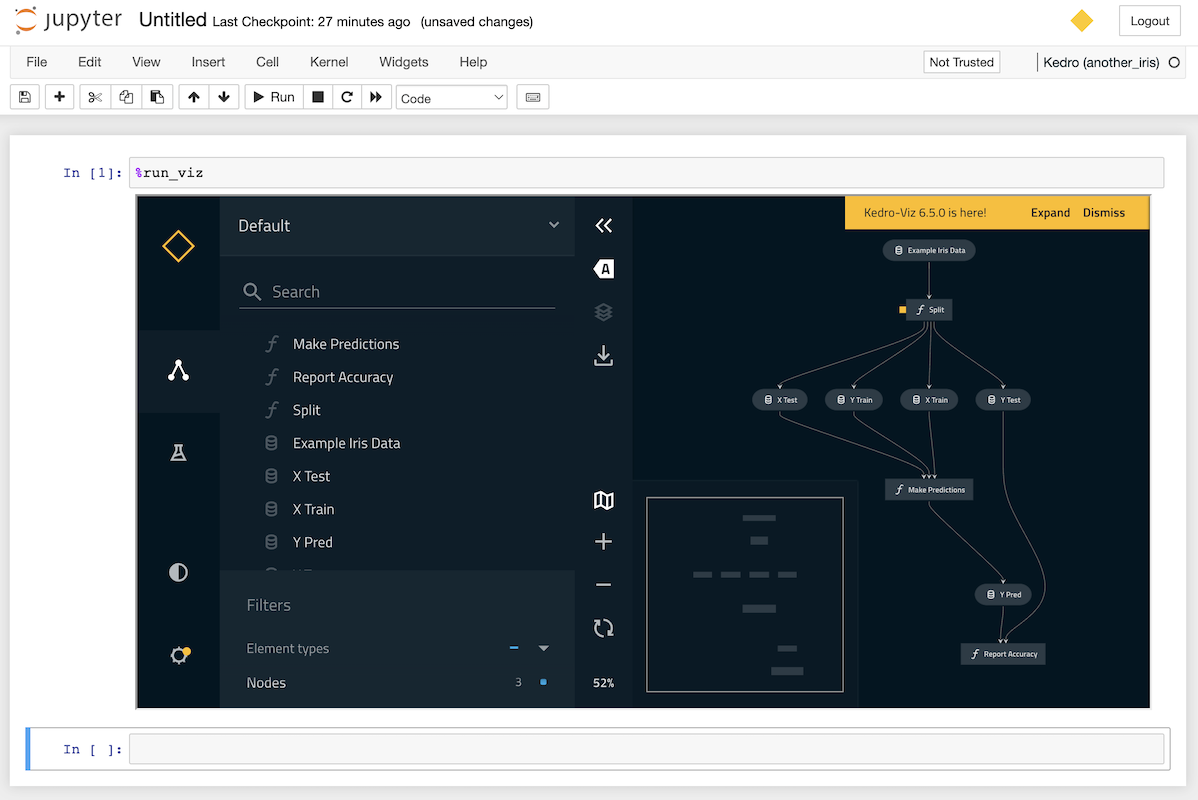 jupyter Untitled Last Checkpoint: 27 minutes ago (unsaved changes)
Logout
File Edit View Insert Cell Kernel Widgets Help
Not Trusted
Kedro (another_iris)
Run
Code
In [1]: %run_viz
Default
Search
Make Predictions
Report Accuracy
Split
Example Iris Data
X Test
X Train
Y Pred
Filters
Element types
Nodes 3
A
52%
Kedro-Viz 6.5.0 is here! Expand Dismiss
Example Iris Data
Split
X Test Y Train X Train Y Test
Make Predictions
Y Pred
Report Accuracy
In [ ]: